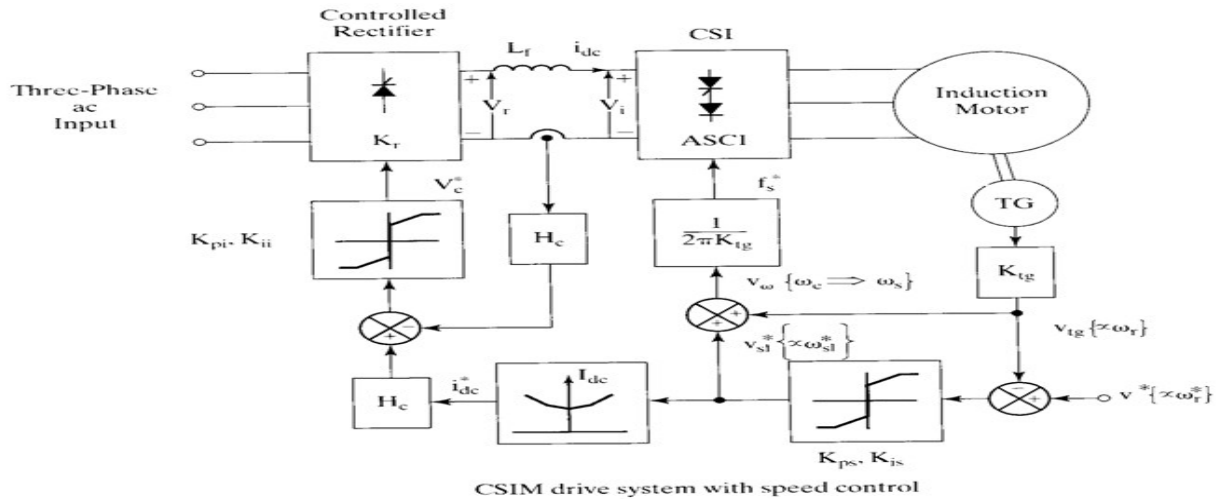 Controlled
Rectifier
L_f
i_dc
CSI
Three-Phase
ac
Input
+
V_r
−
K_r
+
V_i
−
ASCI
Induction
Motor
V_c*
f_s*
TG
K_pi, K_ii
H_c
1
2πK_tg
K_tg
v_ω {ω_e ⇒ ω_s}
v_tg{∝ω_r}
v_sl* {∝ω_sl*}
H_c
i_dc*
I_dc
v*{∝ω_r*}
K_ps, K_is
CSIM drive system with speed control